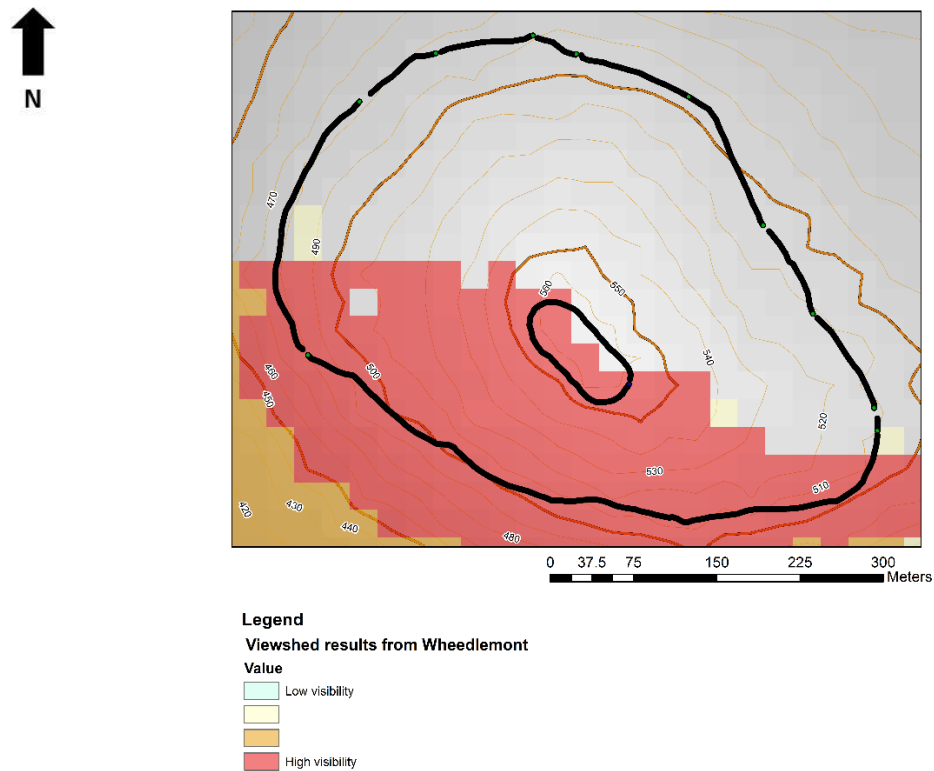 N
470
490
560
550
460
500
450
540
520
530
510
420
430
440
480
0 37.5 75 150 225 300
Meters
Legend
Viewshed results from Wheedlemont
Value
Low visibility
High visibility